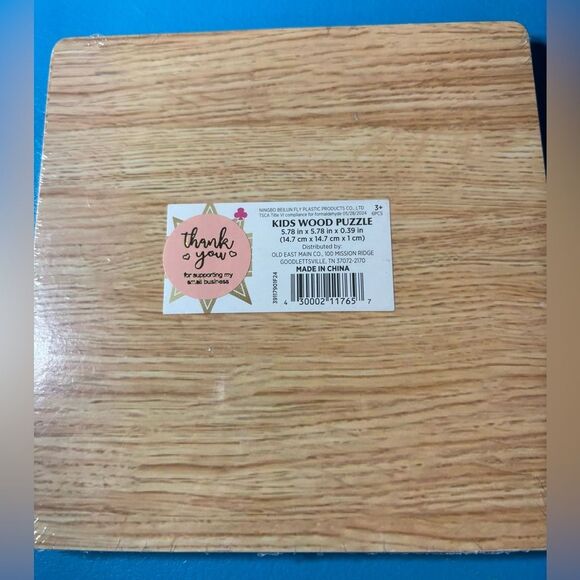 NINGBO BEILUN FLY PLASTIC PRODUCTS CO., LTD
TSCA Title VI compliance for formaldehyde 05/28/2024
3+
6PCS
KIDS WOOD PUZZLE
5.78 in x 5.78 in x 0.39 in
(14.7 cm x 14.7 cm x 1 cm)
Distributed by:
OLD EAST MAIN CO., 100 MISSION RIDGE
GOODLETTSVILLE, TN 37072-2170
MADE IN CHINA
39117901F24
4 30002 11765 7
thank
you
for supporting my
small business